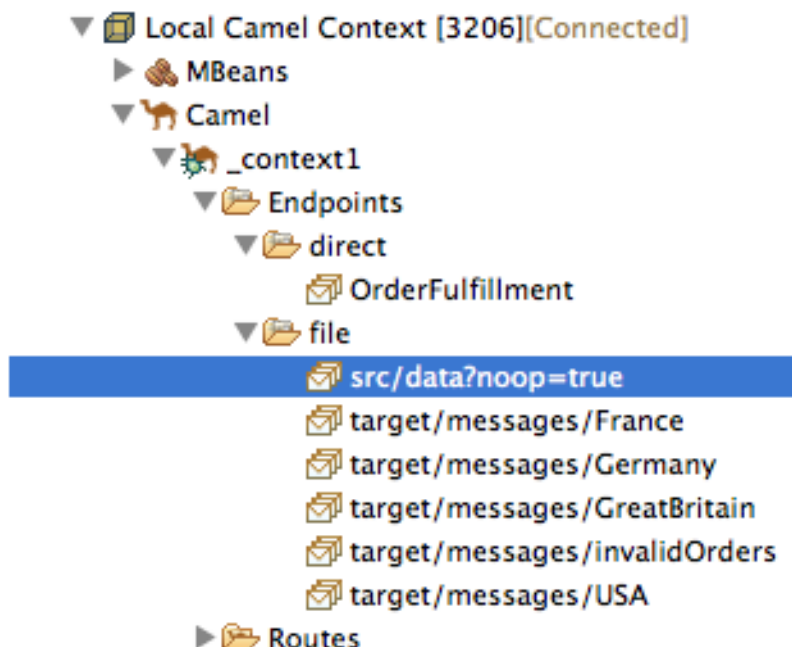 Local Camel Context [3206][Connected]
MBeans
Camel
_context1
Endpoints
direct
OrderFulfillment
file
src/data?noop=true
target/messages/France
target/messages/Germany
target/messages/GreatBritain
target/messages/invalidOrders
target/messages/USA
Routes